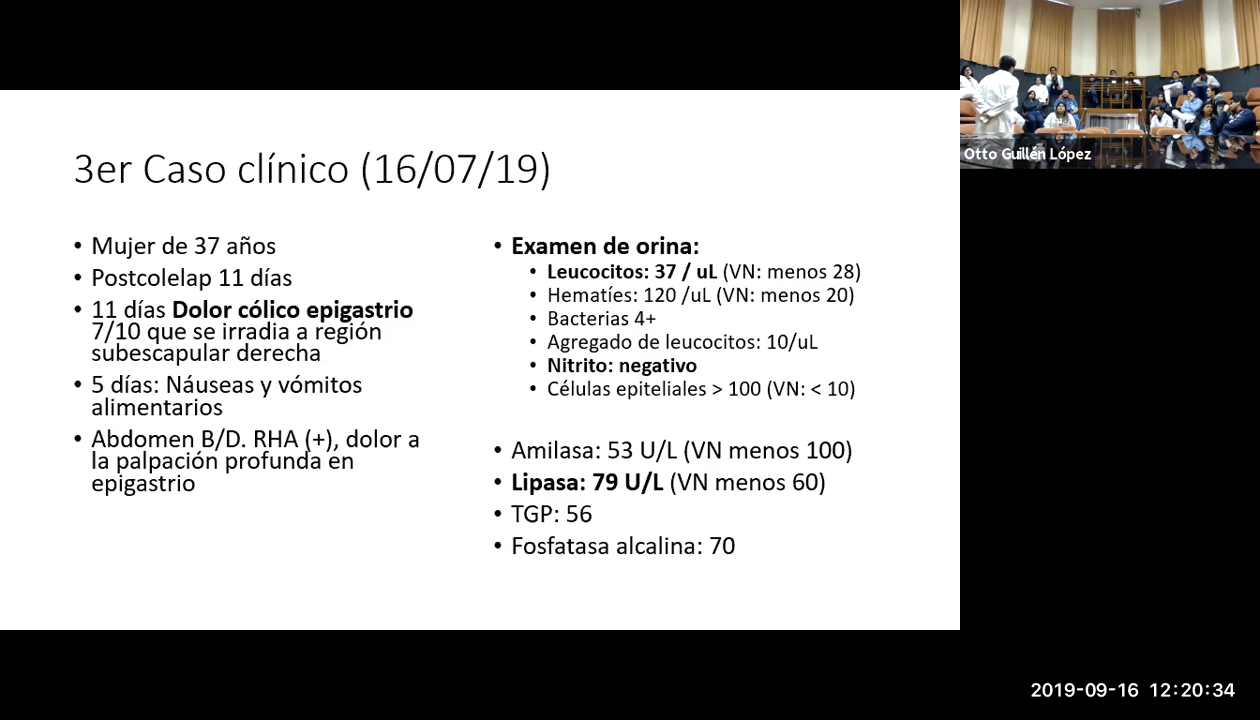 3er Caso clínico (16/07/19)
• Mujer de 37 años
• Postcolelap 11 días
• 11 días Dolor cólico epigastrio
7/10 que se irradia a región
subescapular derecha
• 5 días: Náuseas y vómitos
alimentarios
• Abdomen B/D. RHA (+), dolor a
la palpación profunda en
epigastrio
• Examen de orina:
• Leucocitos: 37 / uL (VN: menos 28)
• Hematíes: 120 /uL (VN: menos 20)
• Bacterias 4+
• Agregado de leucocitos: 10/uL
• Nitrito: negativo
• Células epiteliales > 100 (VN: < 10)
• Amilasa: 53 U/L (VN menos 100)
• Lipasa: 79 U/L (VN menos 60)
• TGP: 56
• Fosfatasa alcalina: 70
Otto Guillén López
2019-09-16 12:20:34